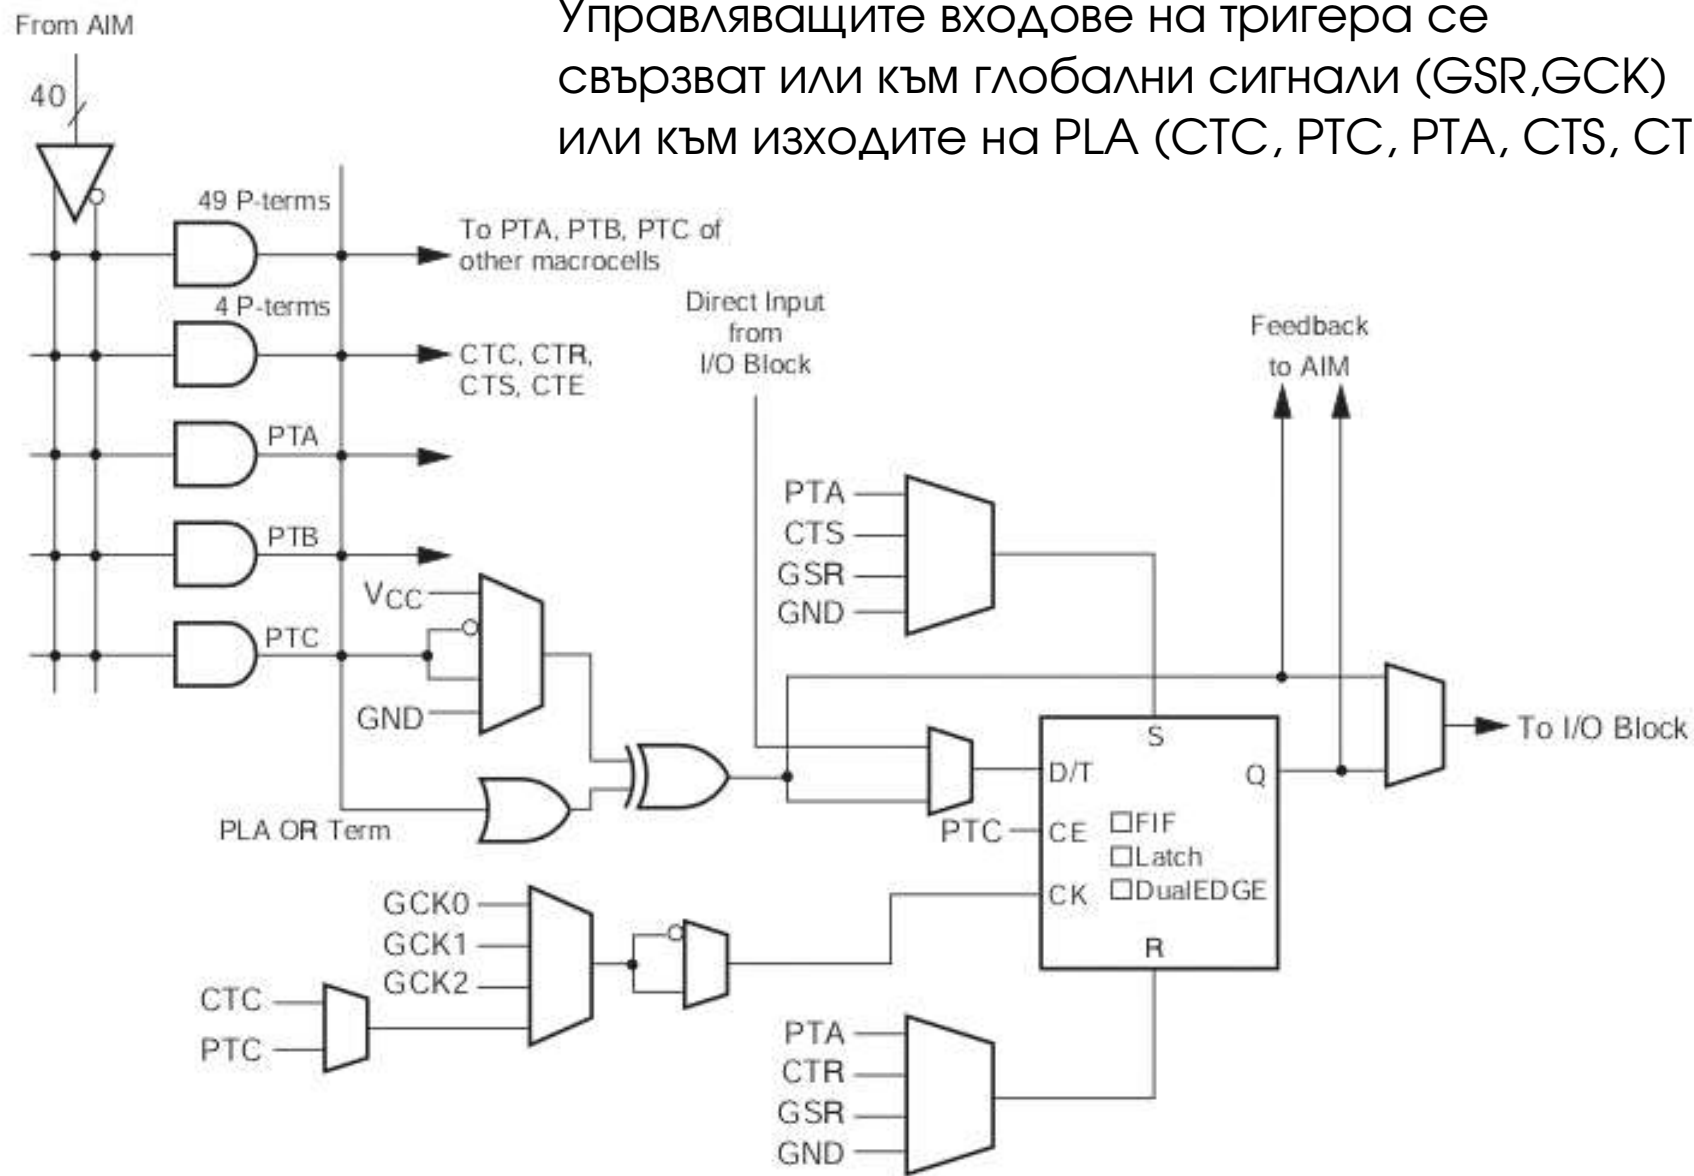 Управляващите входове на тригера се
свързват или към глобални сигнали (GSR,GCK)
или към изходите на PLA (CTC, PTC, PTA, CTS, CT
From AIM
40
49 P-terms
To PTA, PTB, PTC of
other macrocells
4 P-terms
CTC, CTR,
CTS, CTE
Direct Input
from
I/O Block
Feedback
to AIM
PTA
PTB
PTC
VCC
GND
PLA OR Term
PTA
CTS
GSR
GND
S
D/T
Q
PTC
CE
FIF
Latch
CK
DualEDGE
R
To I/O Block
GCK0
GCK1
GCK2
CTC
PTC
PTA
CTR
GSR
GND